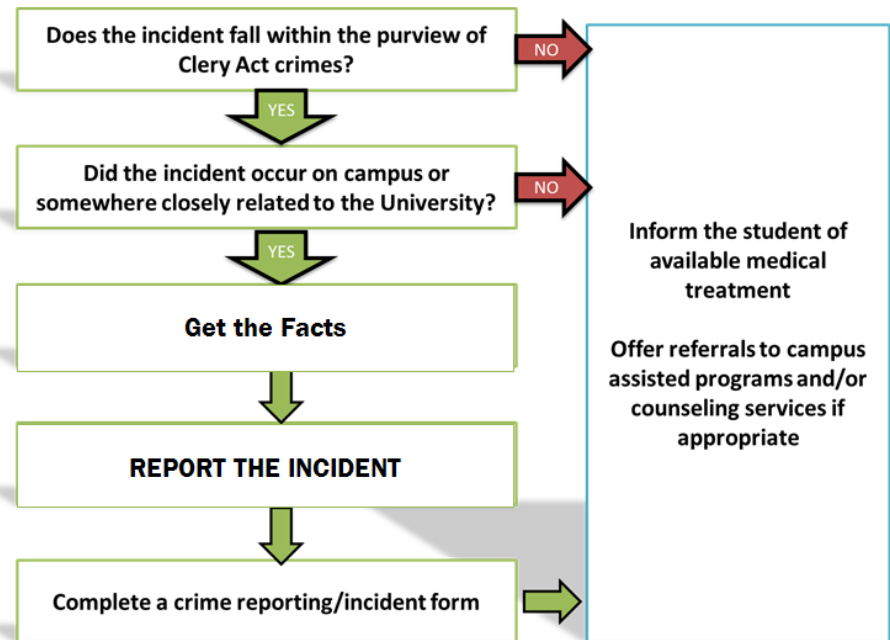 Does the incident fall within the purview of
Clery Act crimes?
NO
YES
Did the incident occur on campus or
somewhere closely related to the University?
NO
YES
Get the Facts
REPORT THE INCIDENT
Complete a crime reporting/incident form
Inform the student of
available medical
treatment
Offer referrals to campus
assisted programs and/or
counseling services if
appropriate